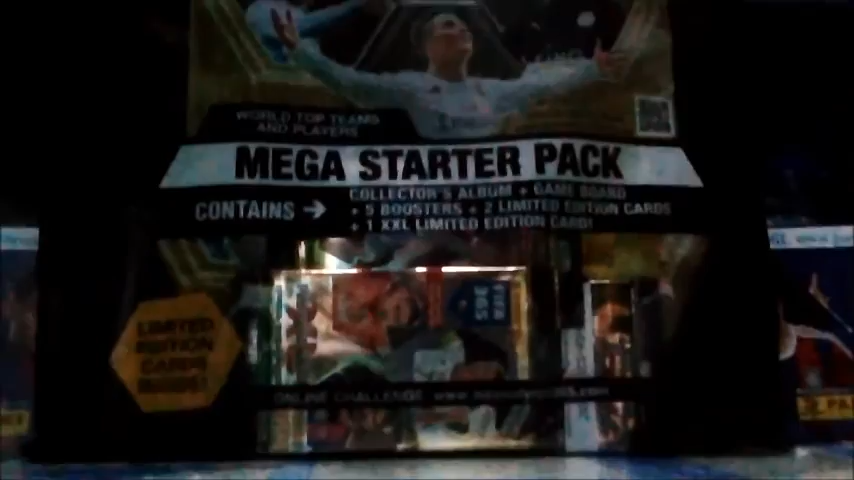 WORLD TOP TEAMS
AND PLAYERS
MEGA STARTER PACK
CONTAINS →
COLLECTOR'S ALBUM + GAME BOARD
+ 5 BOOSTERS + 2 LIMITED EDITION CARDS
+ 1 XXL LIMITED EDITION CARD!
LIMITED
EDITION
CARDS
INSIDE!
FIFA
365
ONLINE CHALLENGE